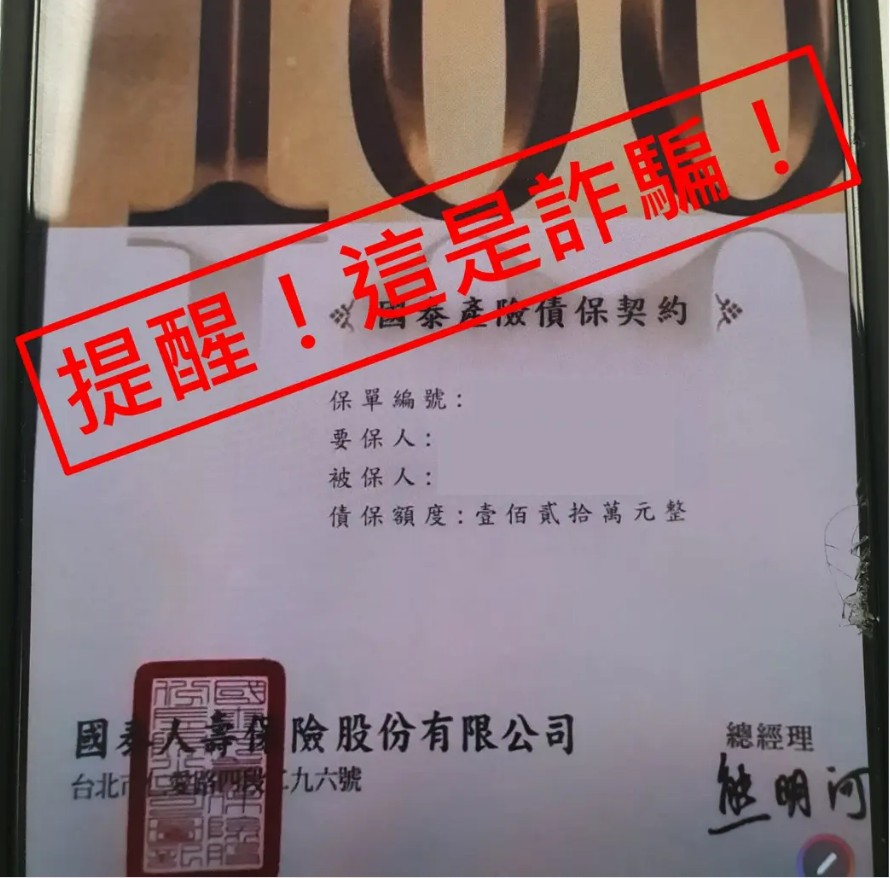 100
提醒！這是詐騙！
國泰產險債保契約
保單編號：
要保人：
被保人：
債保額度：壹佰貳拾萬元整
國泰人壽保險股份有限公司
台北市仁愛路四段二九六號
總經理
熊明河